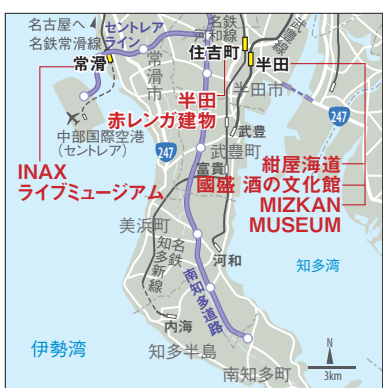 名古屋へ
名鉄常滑線
セントレア
ライン
名鉄
河和線
住吉町
武豊線
常滑
半田
常滑市
半田
赤レンガ建物
半田市
中部国際空港
(セントレア)
247
武豊
武豊町
247
INAX
ライブミュージアム
富貴
紺屋海道
國盛 酒の文化館
MIZKAN
MUSEUM
美浜町
名鉄
知多新線
河和
知多湾
南知多道路
内海
伊勢湾
知多半島
南知多町
N
3km